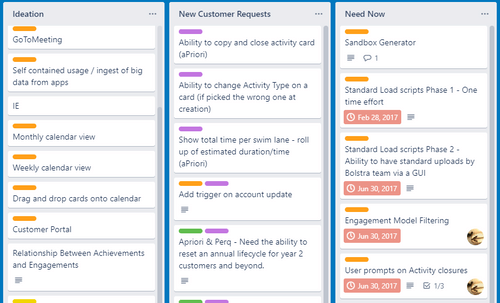 Ideation
GoToMeeting
Self contained usage / ingest of big
data from apps
IE
Monthly calendar view
Weekly calendar view
Drag and drop cards onto calendar
Customer Portal
Relationship Between Achievements
and Engagements
New Customer Requests
Ability to copy and close activity card
(aPriori)
Ability to change Activity Type on a
card (if picked the wrong one at
creation)
Show total time per swim lane - roll
up of estimated duration/time
(aPriori)
Add trigger on account update
Apriori & Perq - Need the ability to
reset an annual lifecycle for year 2
customers and beyond.
Need Now
Sandbox Generator
1
Standard Load scripts Phase 1 - One
time effort
Feb 28, 2017
Standard Load scripts Phase 2 -
Ability to have standard uploads by
Bolstra team via a GUI
Jun 30, 2017
Engagement Model Filtering
Jun 30, 2017
User prompts on Activity closures
Jun 30, 2017 1/3